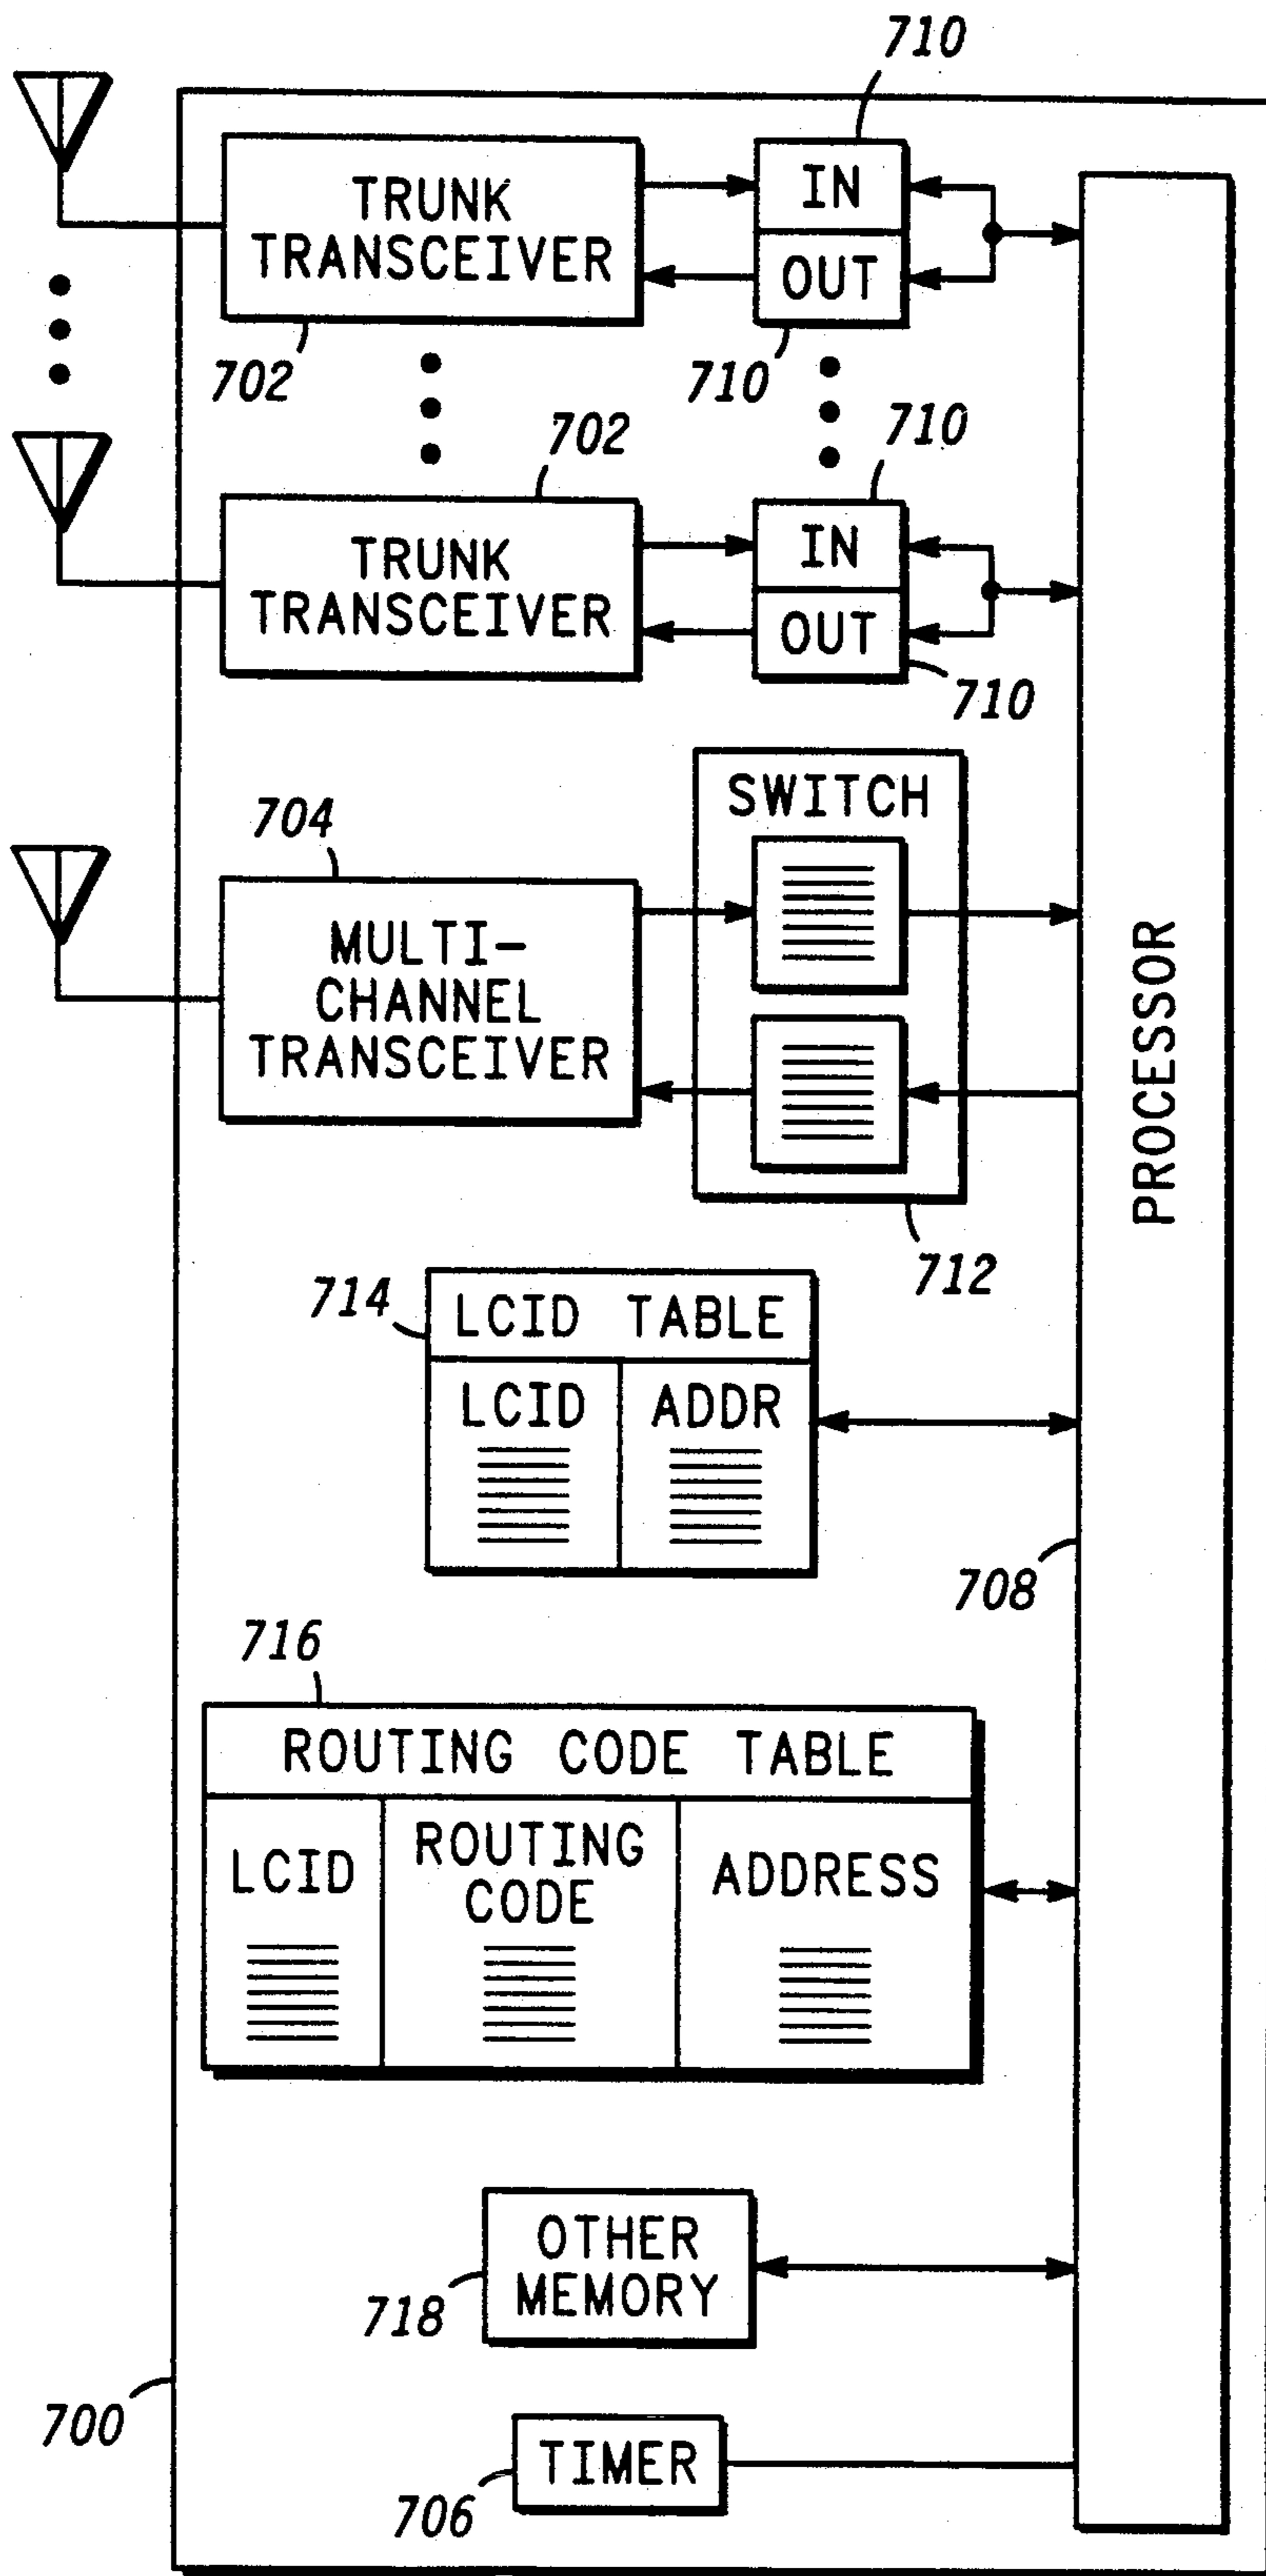 710
TRUNK
TRANSCEIVER
IN
OUT
702
710
702
710
TRUNK
TRANSCEIVER
IN
OUT
710
SWITCH
704
MULTI-
CHANNEL
TRANSCEIVER
PROCESSOR
712
714
LCID TABLE
LCID ADDR
708
716
ROUTING CODE TABLE
LCID
ROUTING
CODE
ADDRESS
OTHER
MEMORY
718
700
TIMER
706